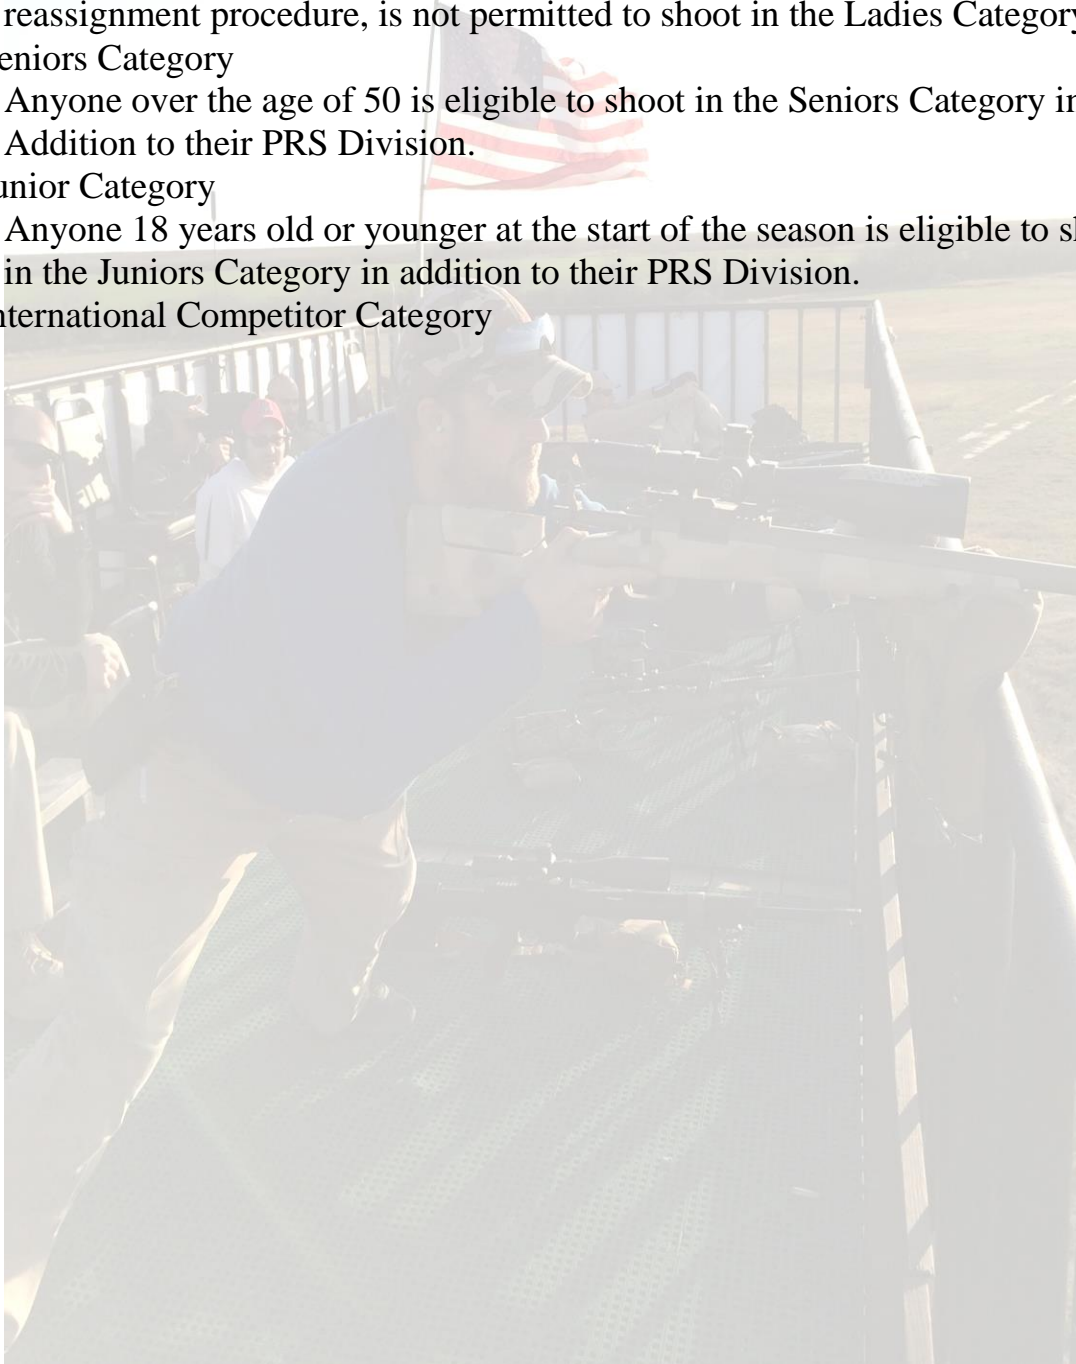 reassignment procedure, is not permitted to shoot in the Ladies Category
eniors Category
Anyone over the age of 50 is eligible to shoot in the Seniors Category in
Addition to their PRS Division.
unior Category
Anyone 18 years old or younger at the start of the season is eligible to sl
in the Juniors Category in addition to their PRS Division.
nternational Competitor Category